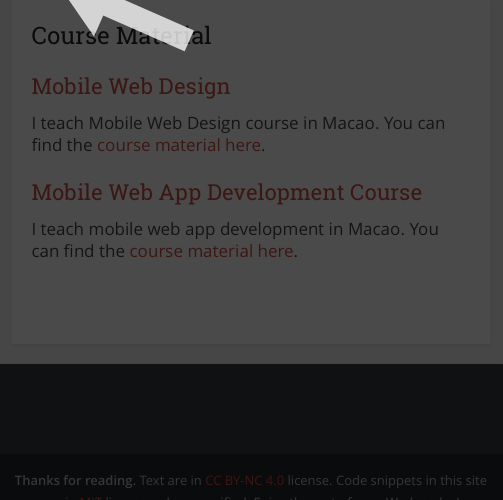 Course Material
Mobile Web Design
I teach Mobile Web Design course in Macao. You can
find the course material here.
Mobile Web App Development Course
I teach mobile web app development in Macao. You
can find the course material here.
Thanks for reading. Text are in CC BY-NC 4.0 license. Code snippets in this site